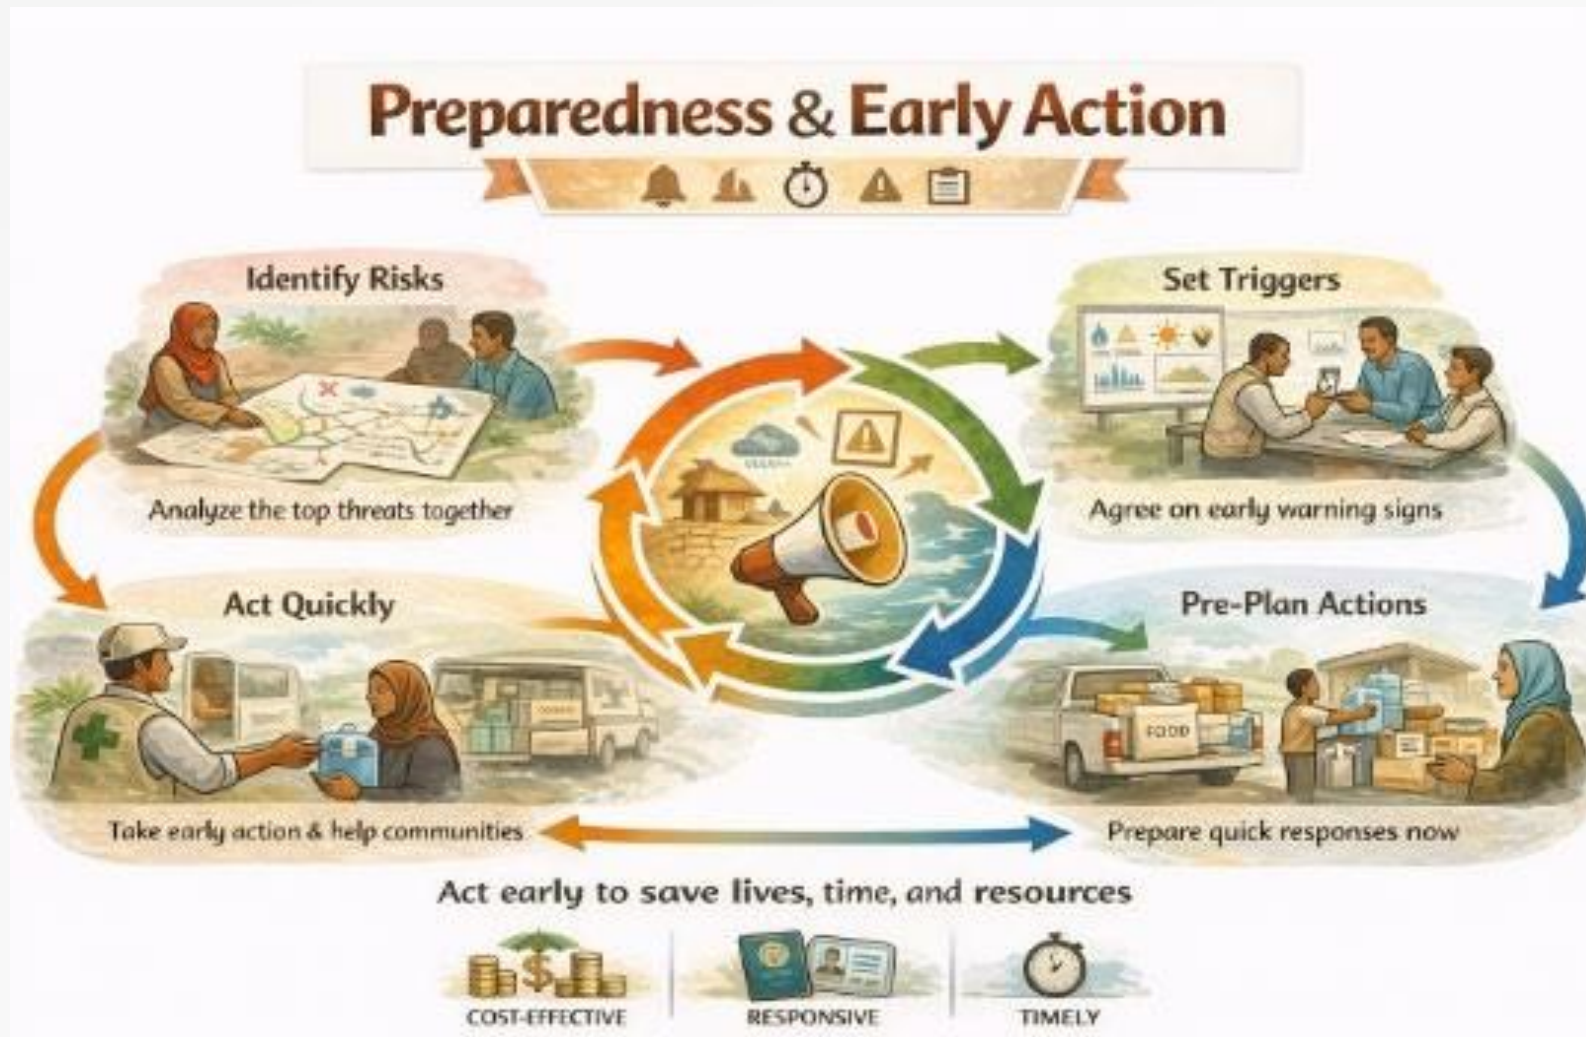 Preparedness & Early Action
Identify Risks
Analyze the top threats together
Set Triggers
Agree on early warning signs
Act Quickly
Take early action & help communities
Pre-Plan Actions
FOOD
Prepare quick responses now
Act early to save lives, time, and resources
COST-EFFECTIVE
RESPONSIVE
TIMELY